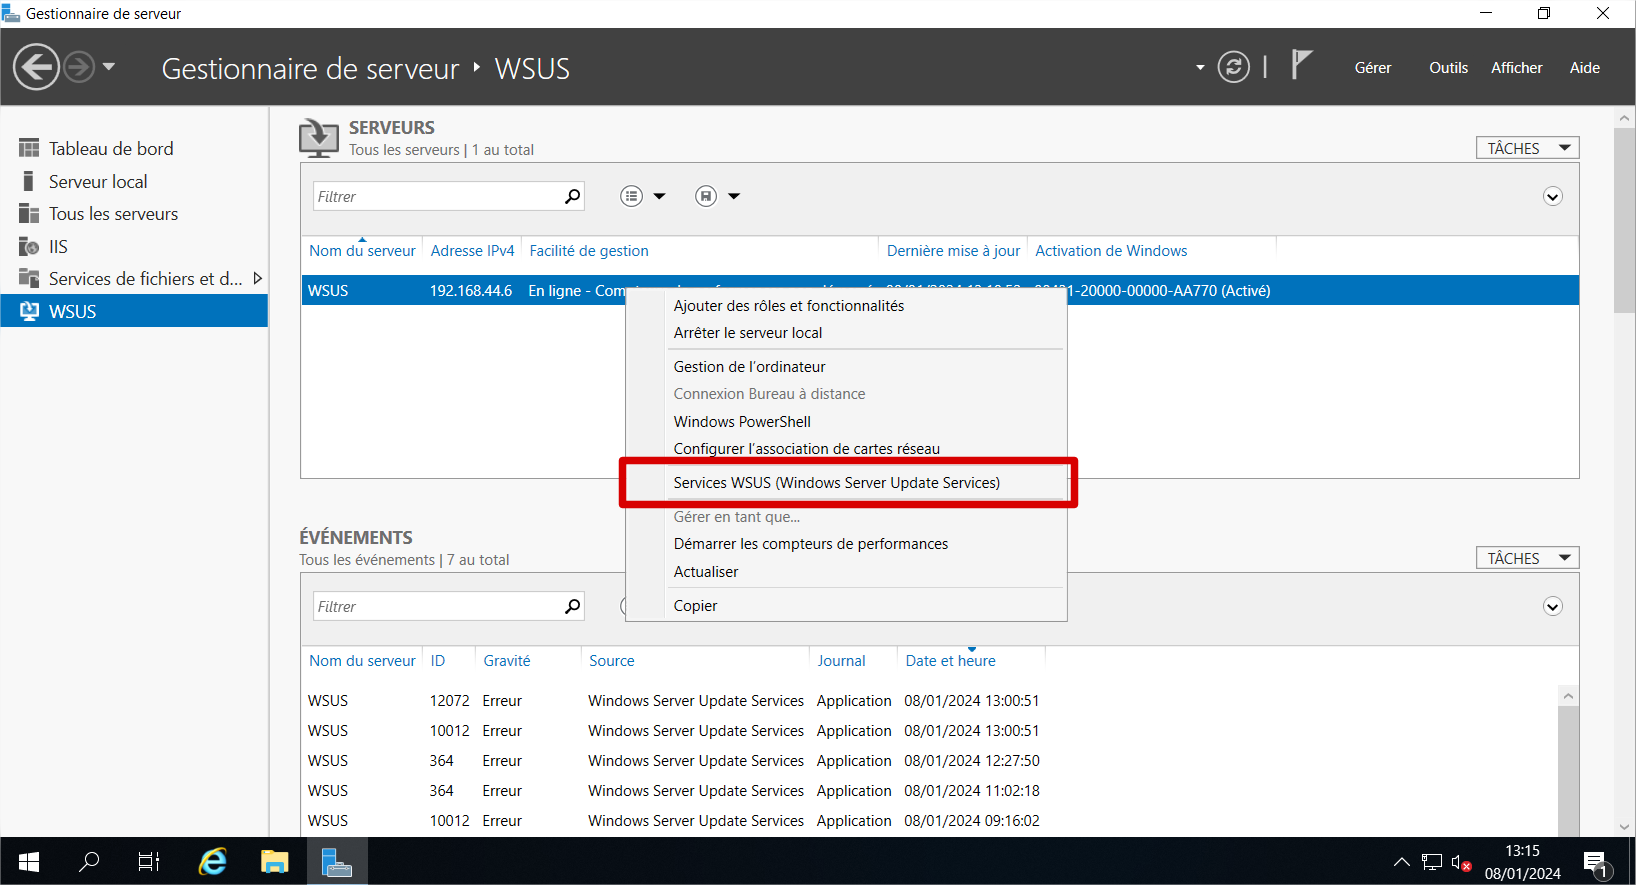 Gestionnaire de serveur
Gestionnaire de serveur ‣ WSUS
Gérer Outils Afficher Aide
Tableau de bord
Serveur local
Tous les serveurs
IIS
Services de fichiers et d...
WSUS
SERVEURS
Tous les serveurs | 1 au total
TÂCHES
Filtrer
Nom du serveur Adresse IPv4 Facilité de gestion Dernière mise à jour Activation de Windows
WSUS 192.168.44.6 En ligne - 20000-00000-AA770 (Activé)
Ajouter des rôles et fonctionnalités
Arrêter le serveur local
Gestion de l'ordinateur
Connexion Bureau à distance
Windows PowerShell
Configurer l'association de cartes réseau
Services WSUS (Windows Server Update Services)
Gérer en tant que...
Démarrer les compteurs de performances
Actualiser
Copier
ÉVÉNEMENTS
Tous les événements | 7 au total
TÂCHES
Filtrer
Nom du serveur ID Gravité Source Journal Date et heure
WSUS 12072 Erreur Windows Server Update Services Application 08/01/2024 13:00:51
WSUS 10012 Erreur Windows Server Update Services Application 08/01/2024 13:00:51
WSUS 364 Erreur Windows Server Update Services Application 08/01/2024 12:27:50
WSUS 364 Erreur Windows Server Update Services Application 08/01/2024 11:02:18
WSUS 10012 Erreur Windows Server Update Services Application 08/01/2024 09:16:02
13:15
08/01/2024
1